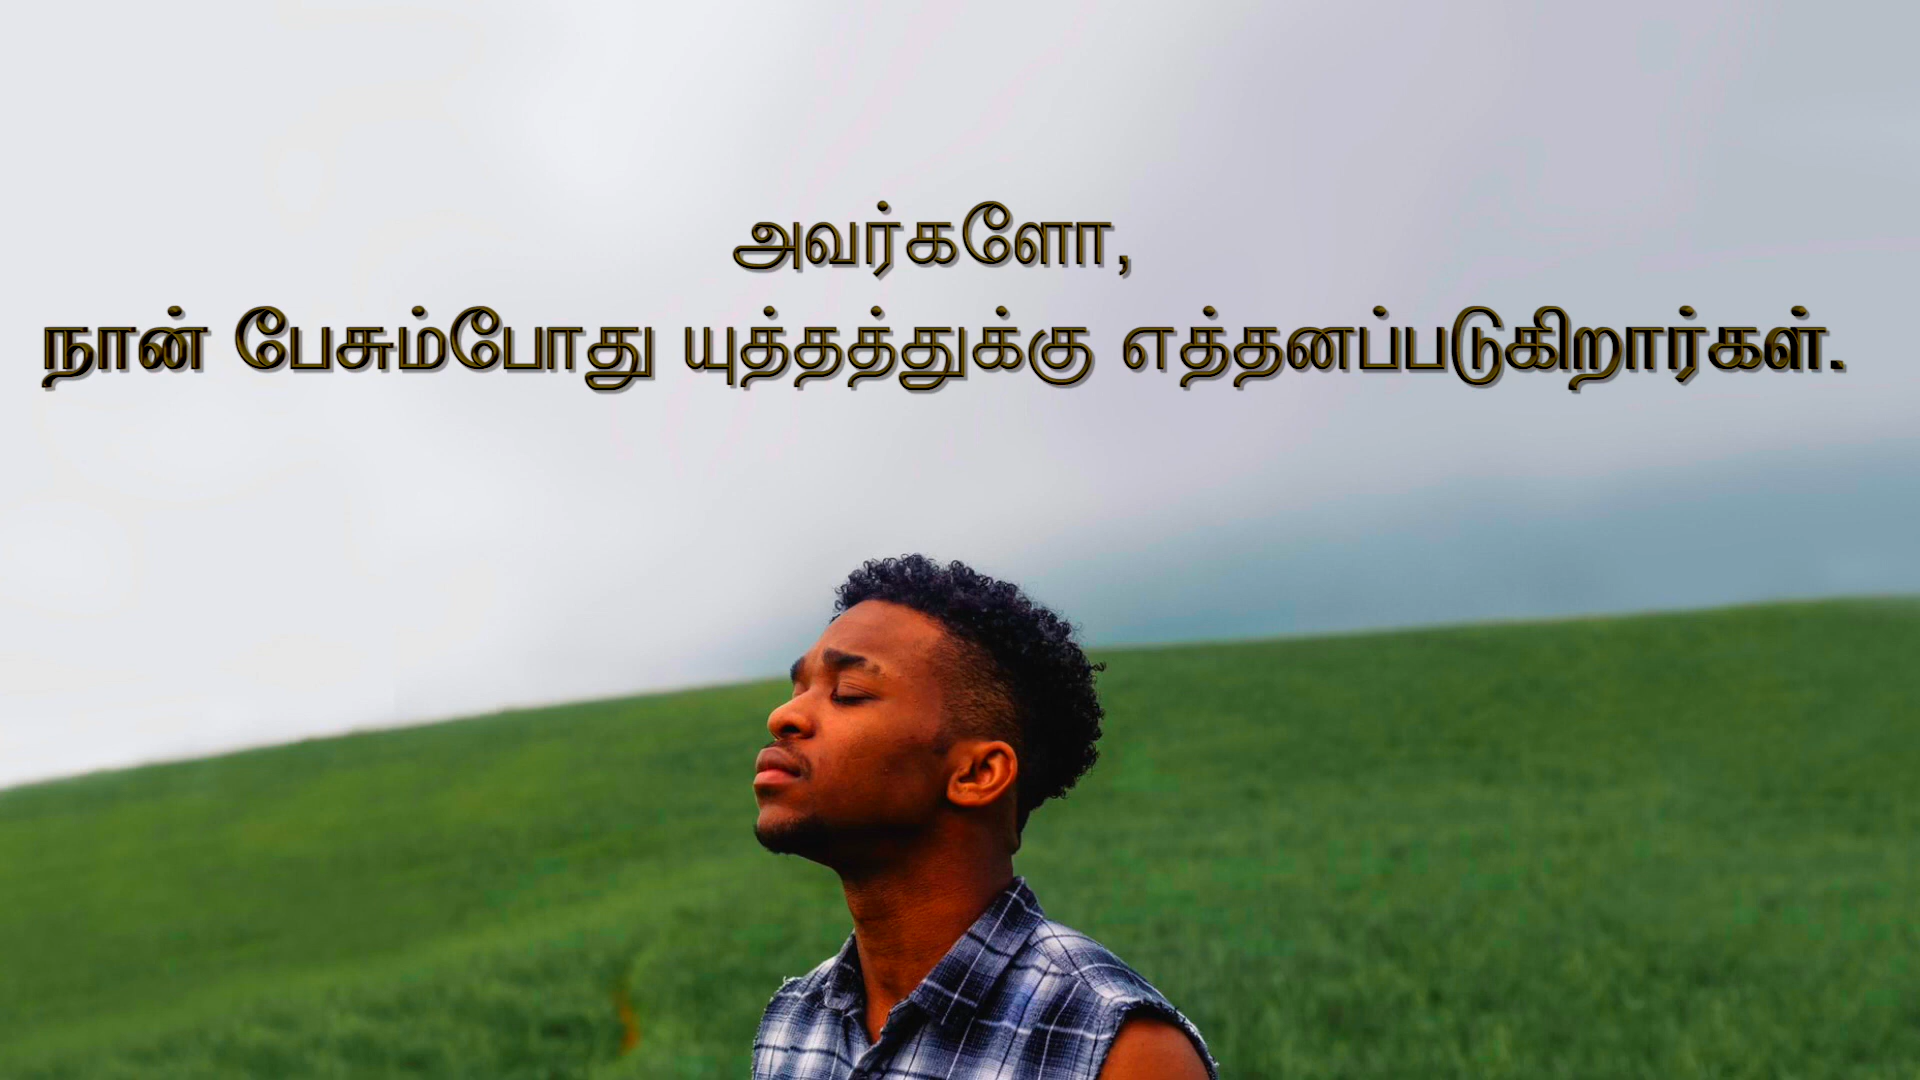 அவர்களோ,
நான் பேசும்போது யுத்தத்துக்கு எத்தனப்படுகிறார்கள்.